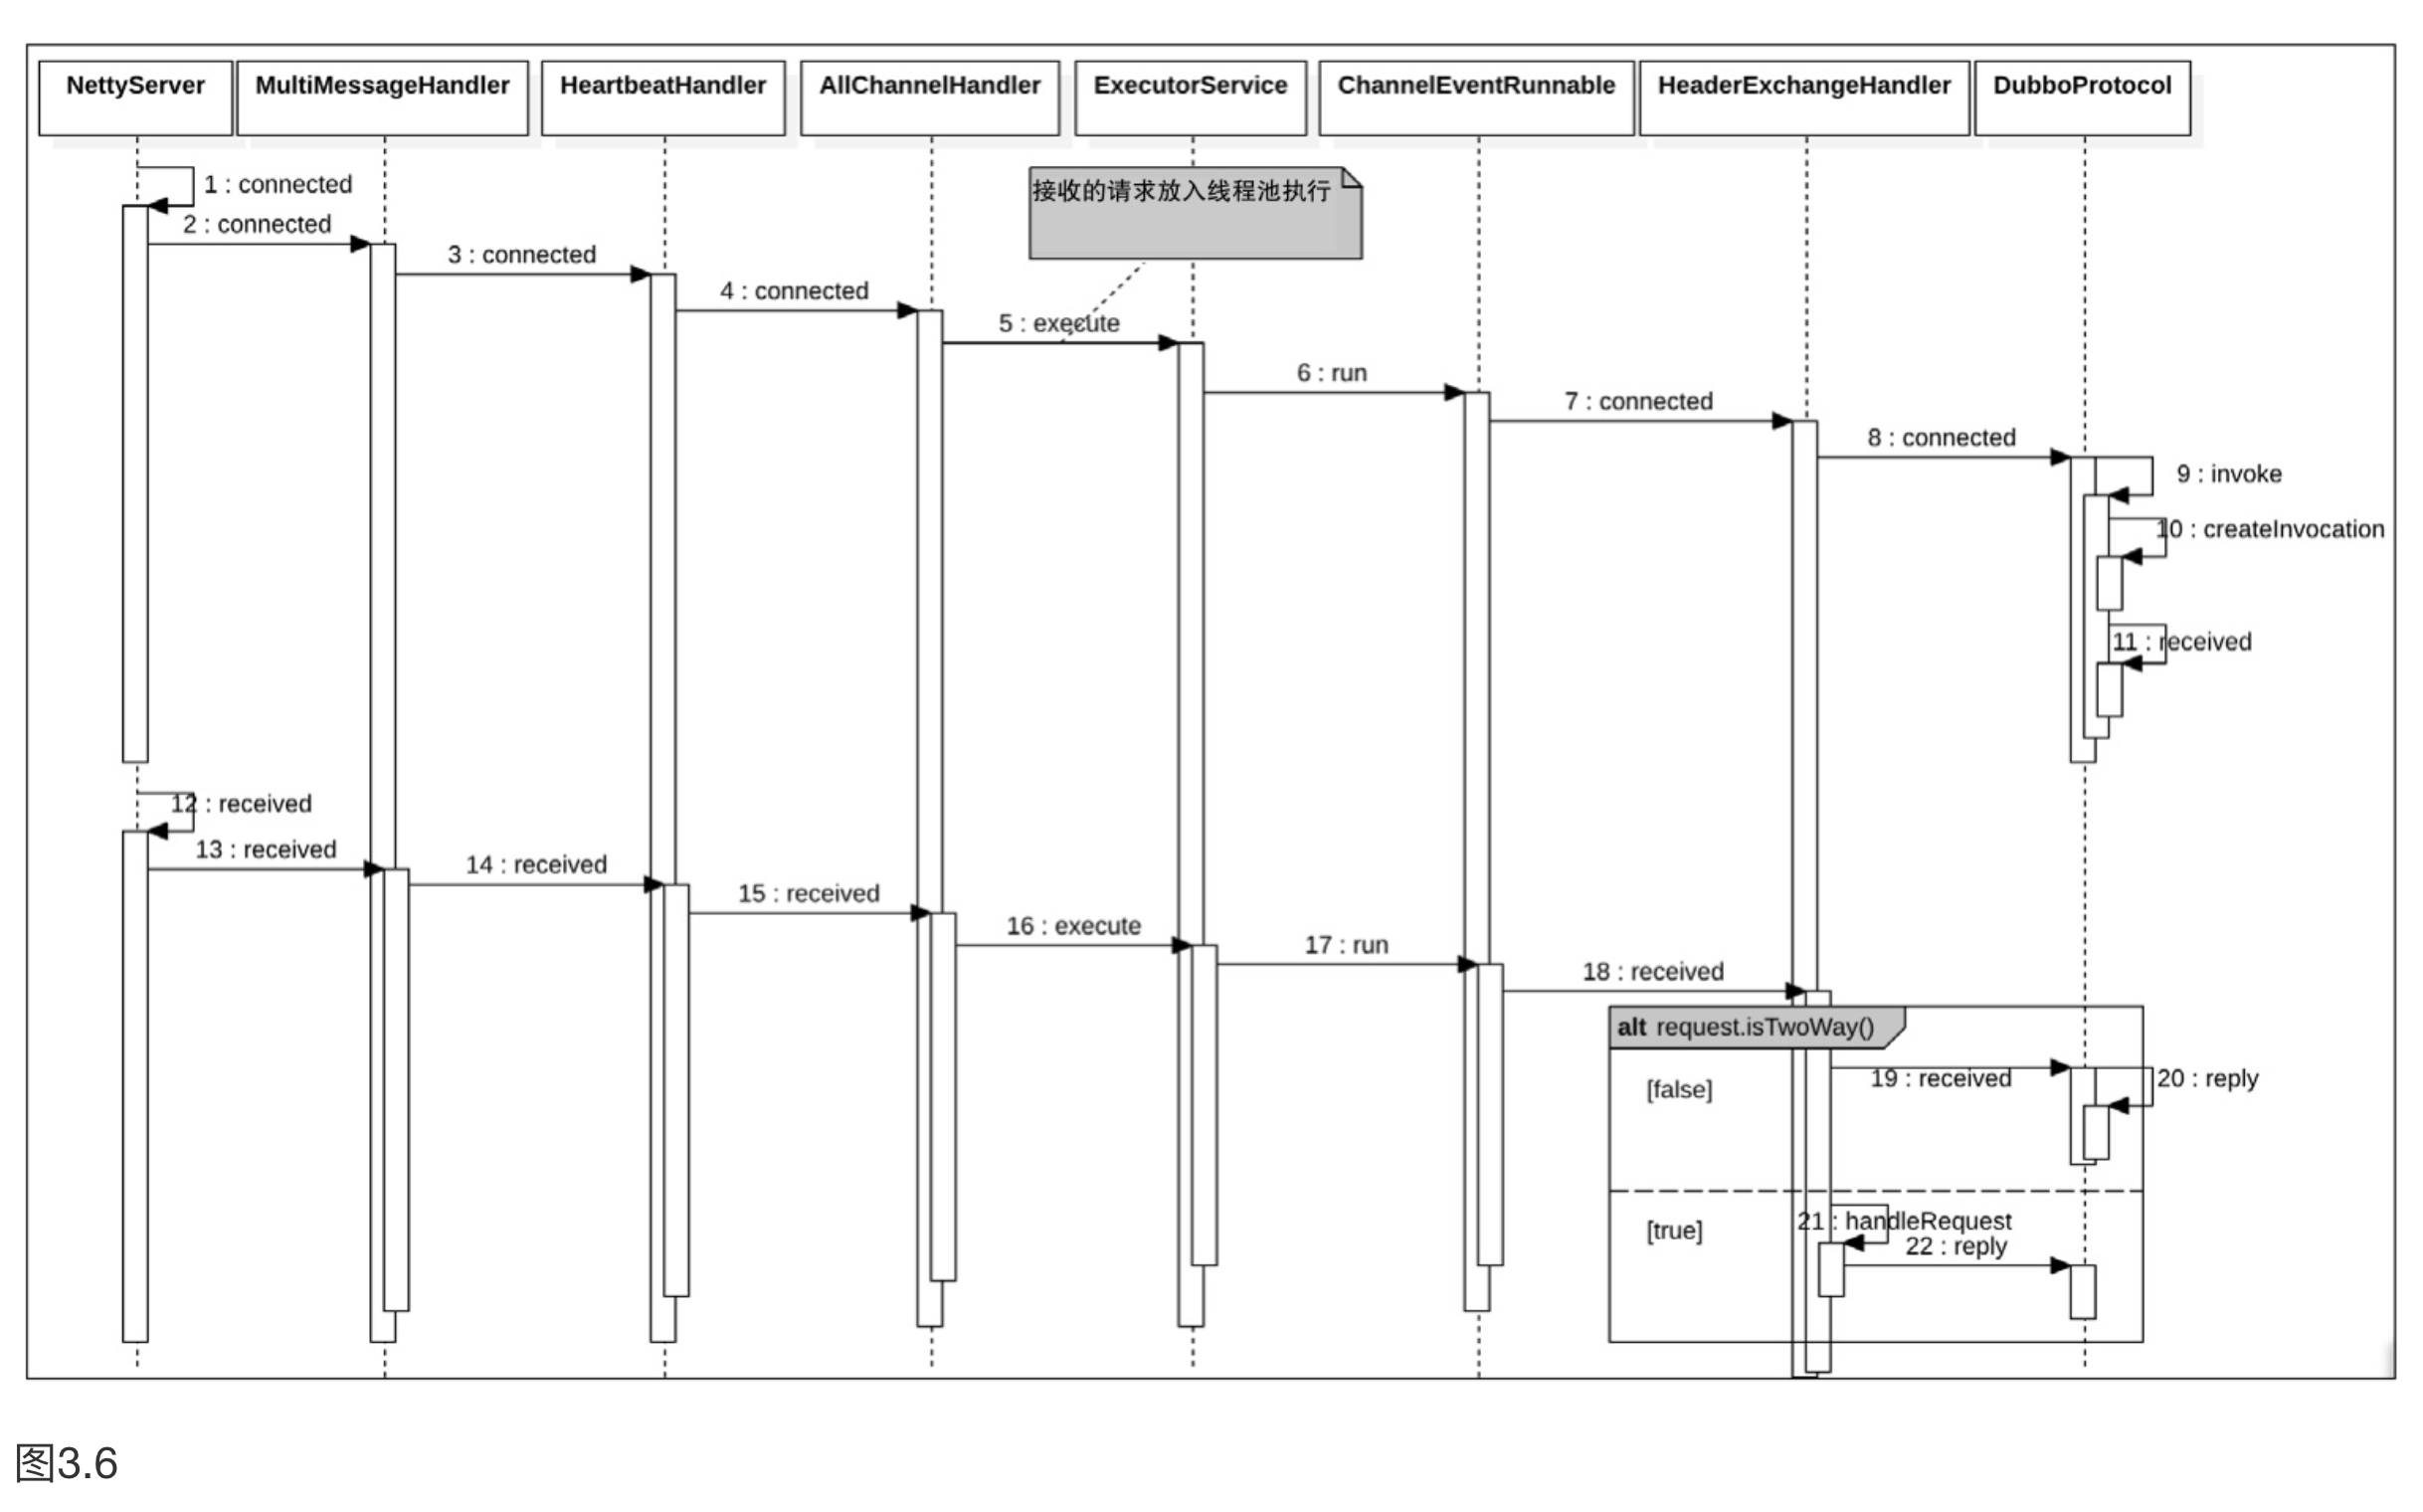 NettyServer
MultiMessageHandler
HeartbeatHandler
AllChannelHandler
ExecutorService
ChannelEventRunnable
HeaderExchangeHandler
DubboProtocol
1 : connected
接收的请求放入线程池执行
2 : connected
3 : connected
4 : connected
5 : execute
6 : run
7 : connected
8 : connected
9 : invoke
10 : createInvocation
11 : received
12 : received
13 : received
14 : received
15 : received
16 : execute
17 : run
18 : received
alt request.isTwoWay()
19 : received
20 : reply
[false]
21 : handleRequest
[true]
22 : reply
图3.6